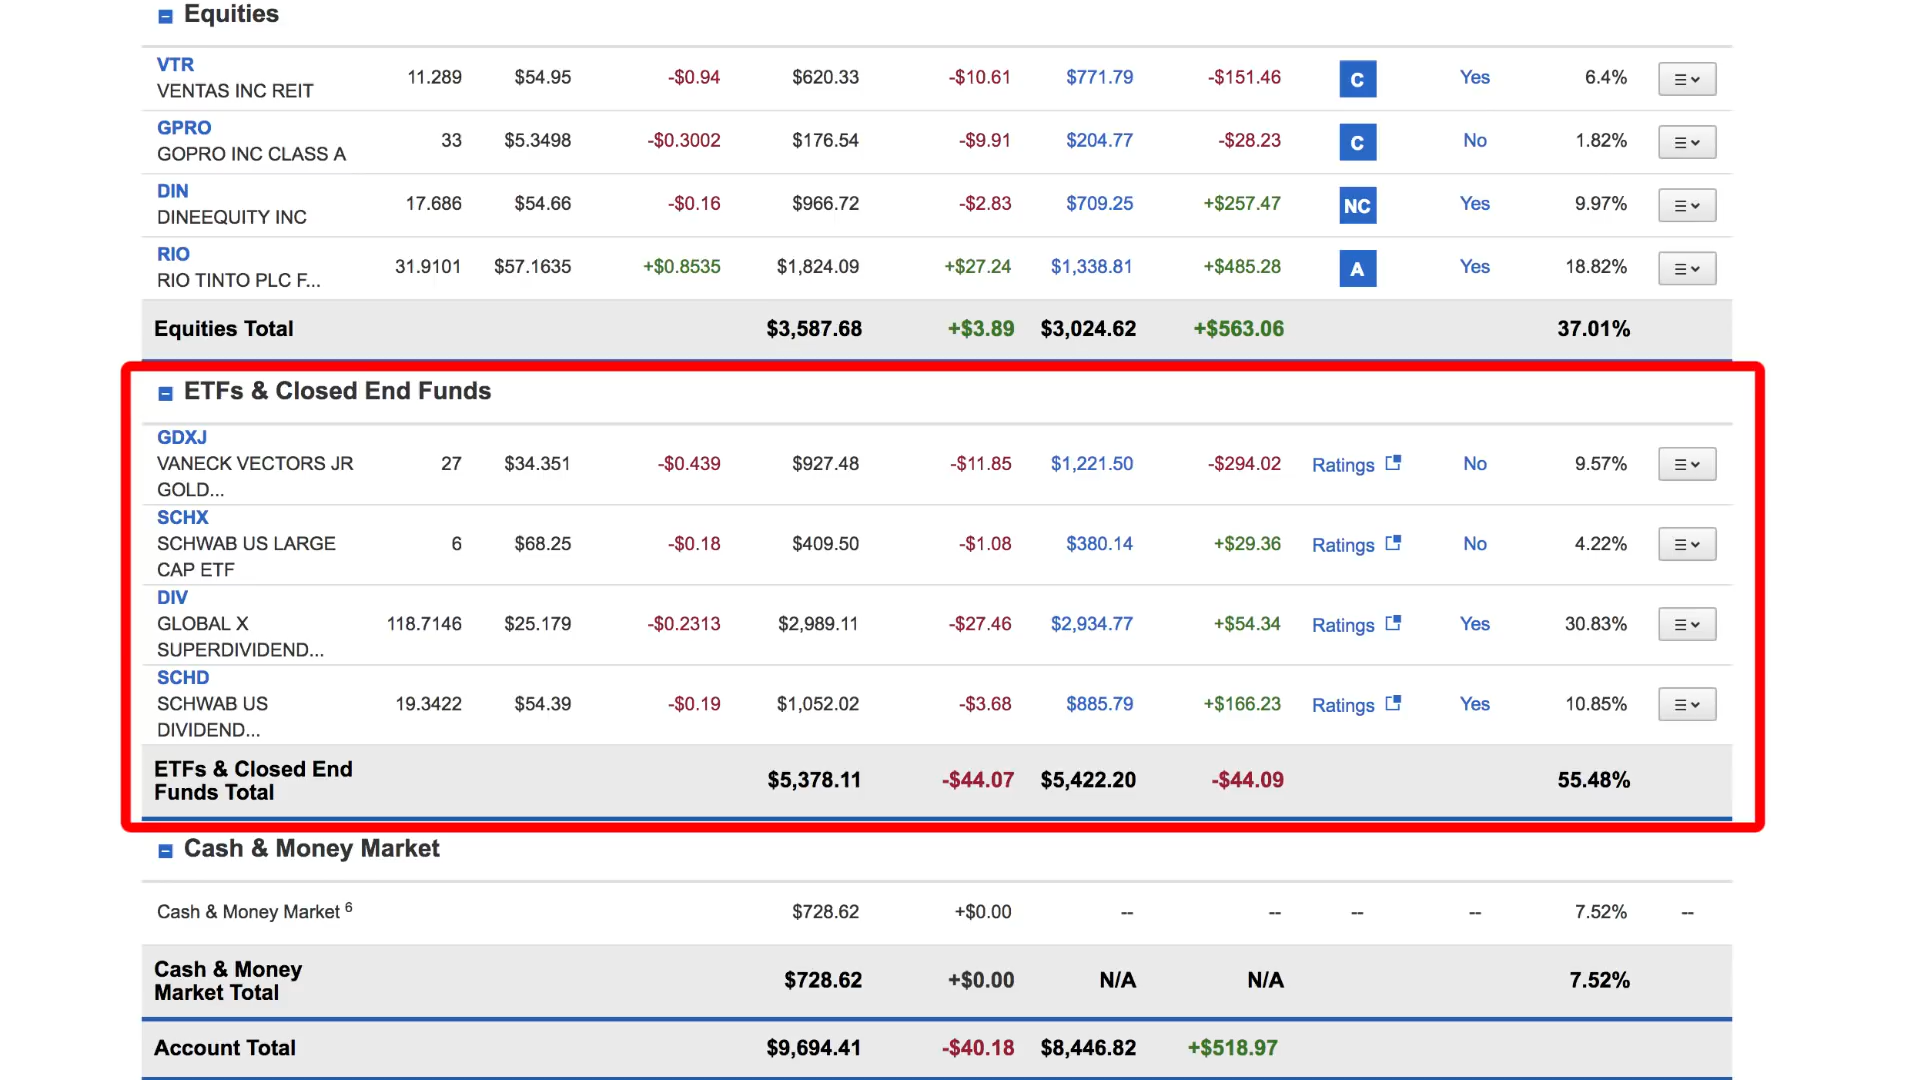 Equities
VTR
VENTAS INC REIT 11.289 $54.95 -$0.94 $620.33 -$10.61 $771.79 -$151.46 C Yes 6.4%
GPRO
GOPRO INC CLASS A 33 $5.3498 -$0.3002 $176.54 -$9.91 $204.77 -$28.23 C No 1.82%
DIN
DINEEQUITY INC 17.686 $54.66 -$0.16 $966.72 -$2.83 $709.25 +$257.47 NC Yes 9.97%
RIO
RIO TINTO PLC F... 31.9101 $57.1635 +$0.8535 $1,824.09 +$27.24 $1,338.81 +$485.28 A Yes 18.82%
Equities Total $3,587.68 +$3.89 $3,024.62 +$563.06 37.01%
ETFs & Closed End Funds
GDXJ
VANECK VECTORS JR 27 $34.351 -$0.439 $927.48 -$11.85 $1,221.50 -$294.02 Ratings No 9.57%
GOLD...
SCHX
SCHWAB US LARGE 6 $68.25 -$0.18 $409.50 -$1.08 $380.14 +$29.36 Ratings No 4.22%
CAP ETF
DIV
GLOBAL X 118.7146 $25.179 -$0.2313 $2,989.11 -$27.46 $2,934.77 +$54.34 Ratings Yes 30.83%
SUPERDIVIDEND...
SCHD
SCHWAB US 19.3422 $54.39 -$0.19 $1,052.02 -$3.68 $885.79 +$166.23 Ratings Yes 10.85%
DIVIDEND...
ETFs & Closed End
Funds Total $5,378.11 -$44.07 $5,422.20 -$44.09 55.48%
Cash & Money Market
Cash & Money Market 6 $728.62 +$0.00 -- -- -- -- 7.52% --
Cash & Money
Market Total $728.62 +$0.00 N/A N/A 7.52%
Account Total $9,694.41 -$40.18 $8,446.82 +$518.97